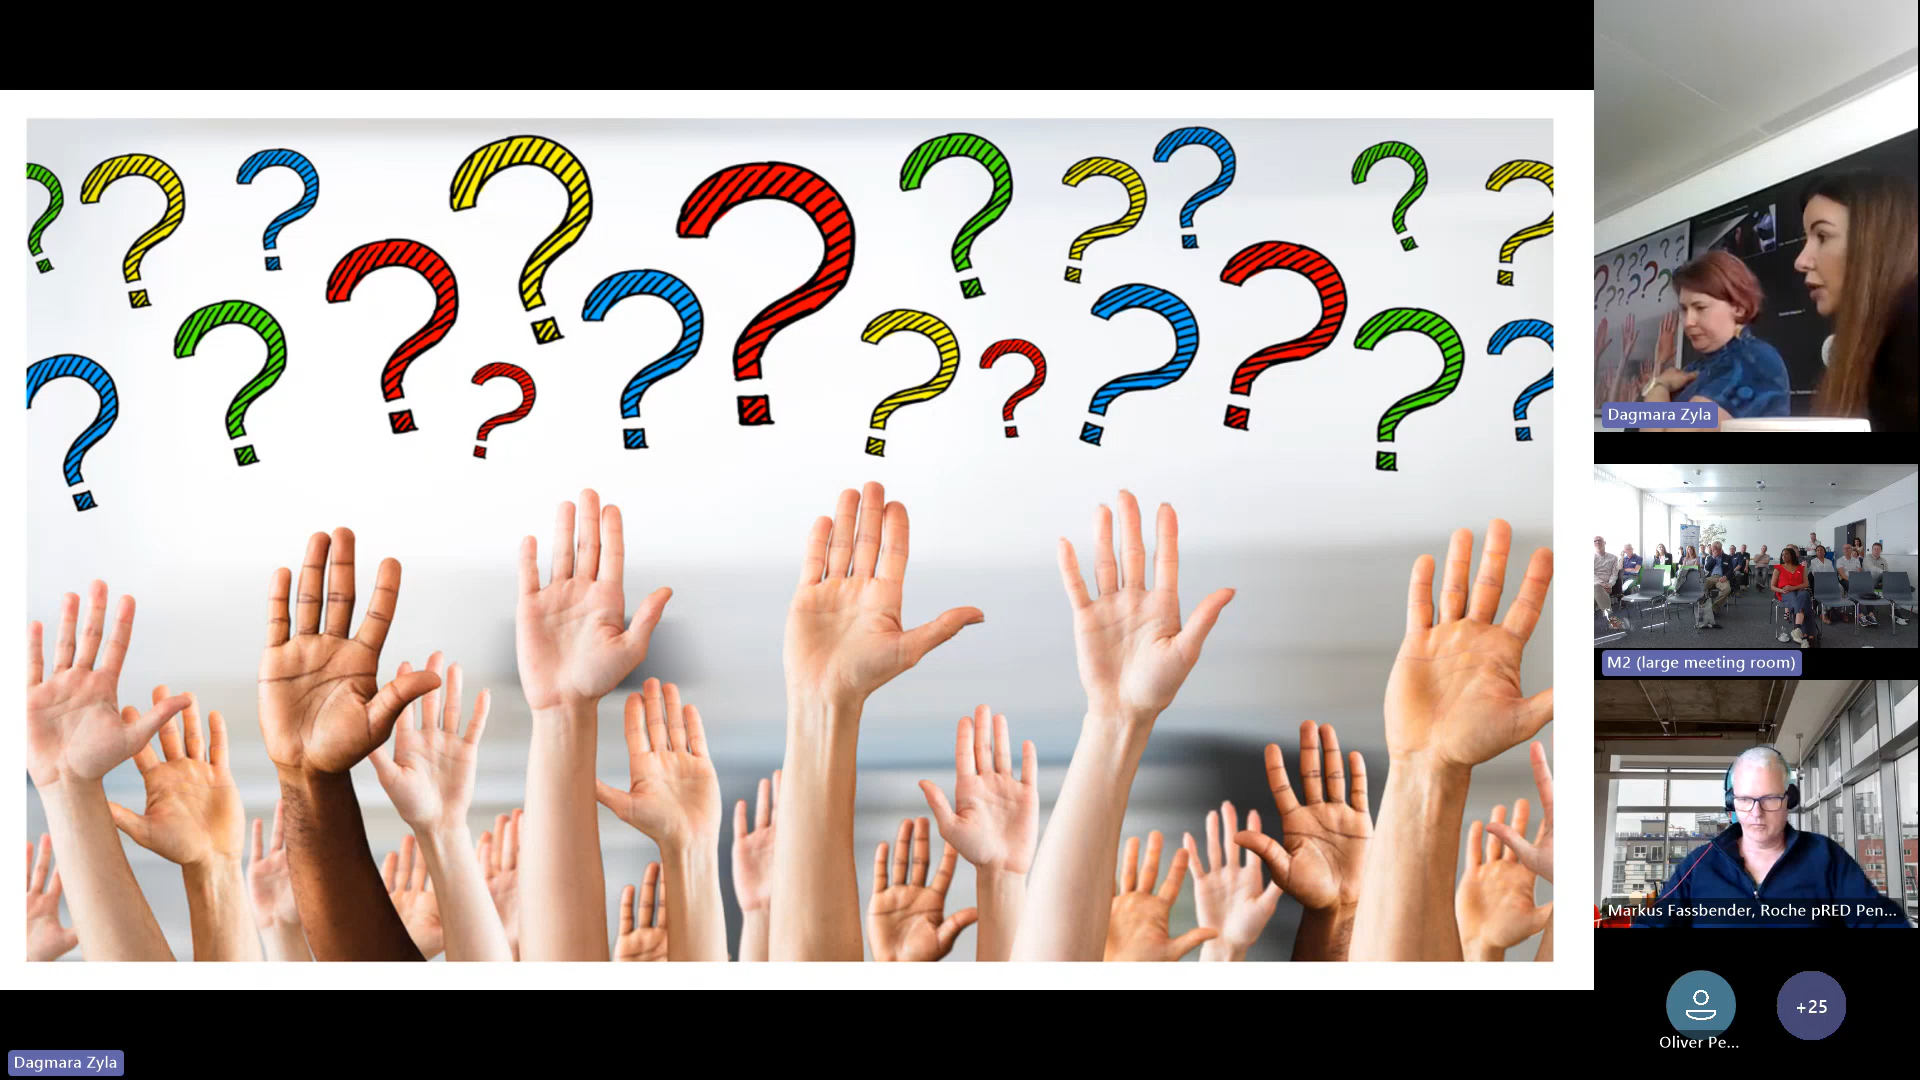 Dagmara Zyla
M2 (large meeting room)
Markus Fassbender, Roche pRED Pen...
Oliver Pe...
+25
Dagmara Zyla